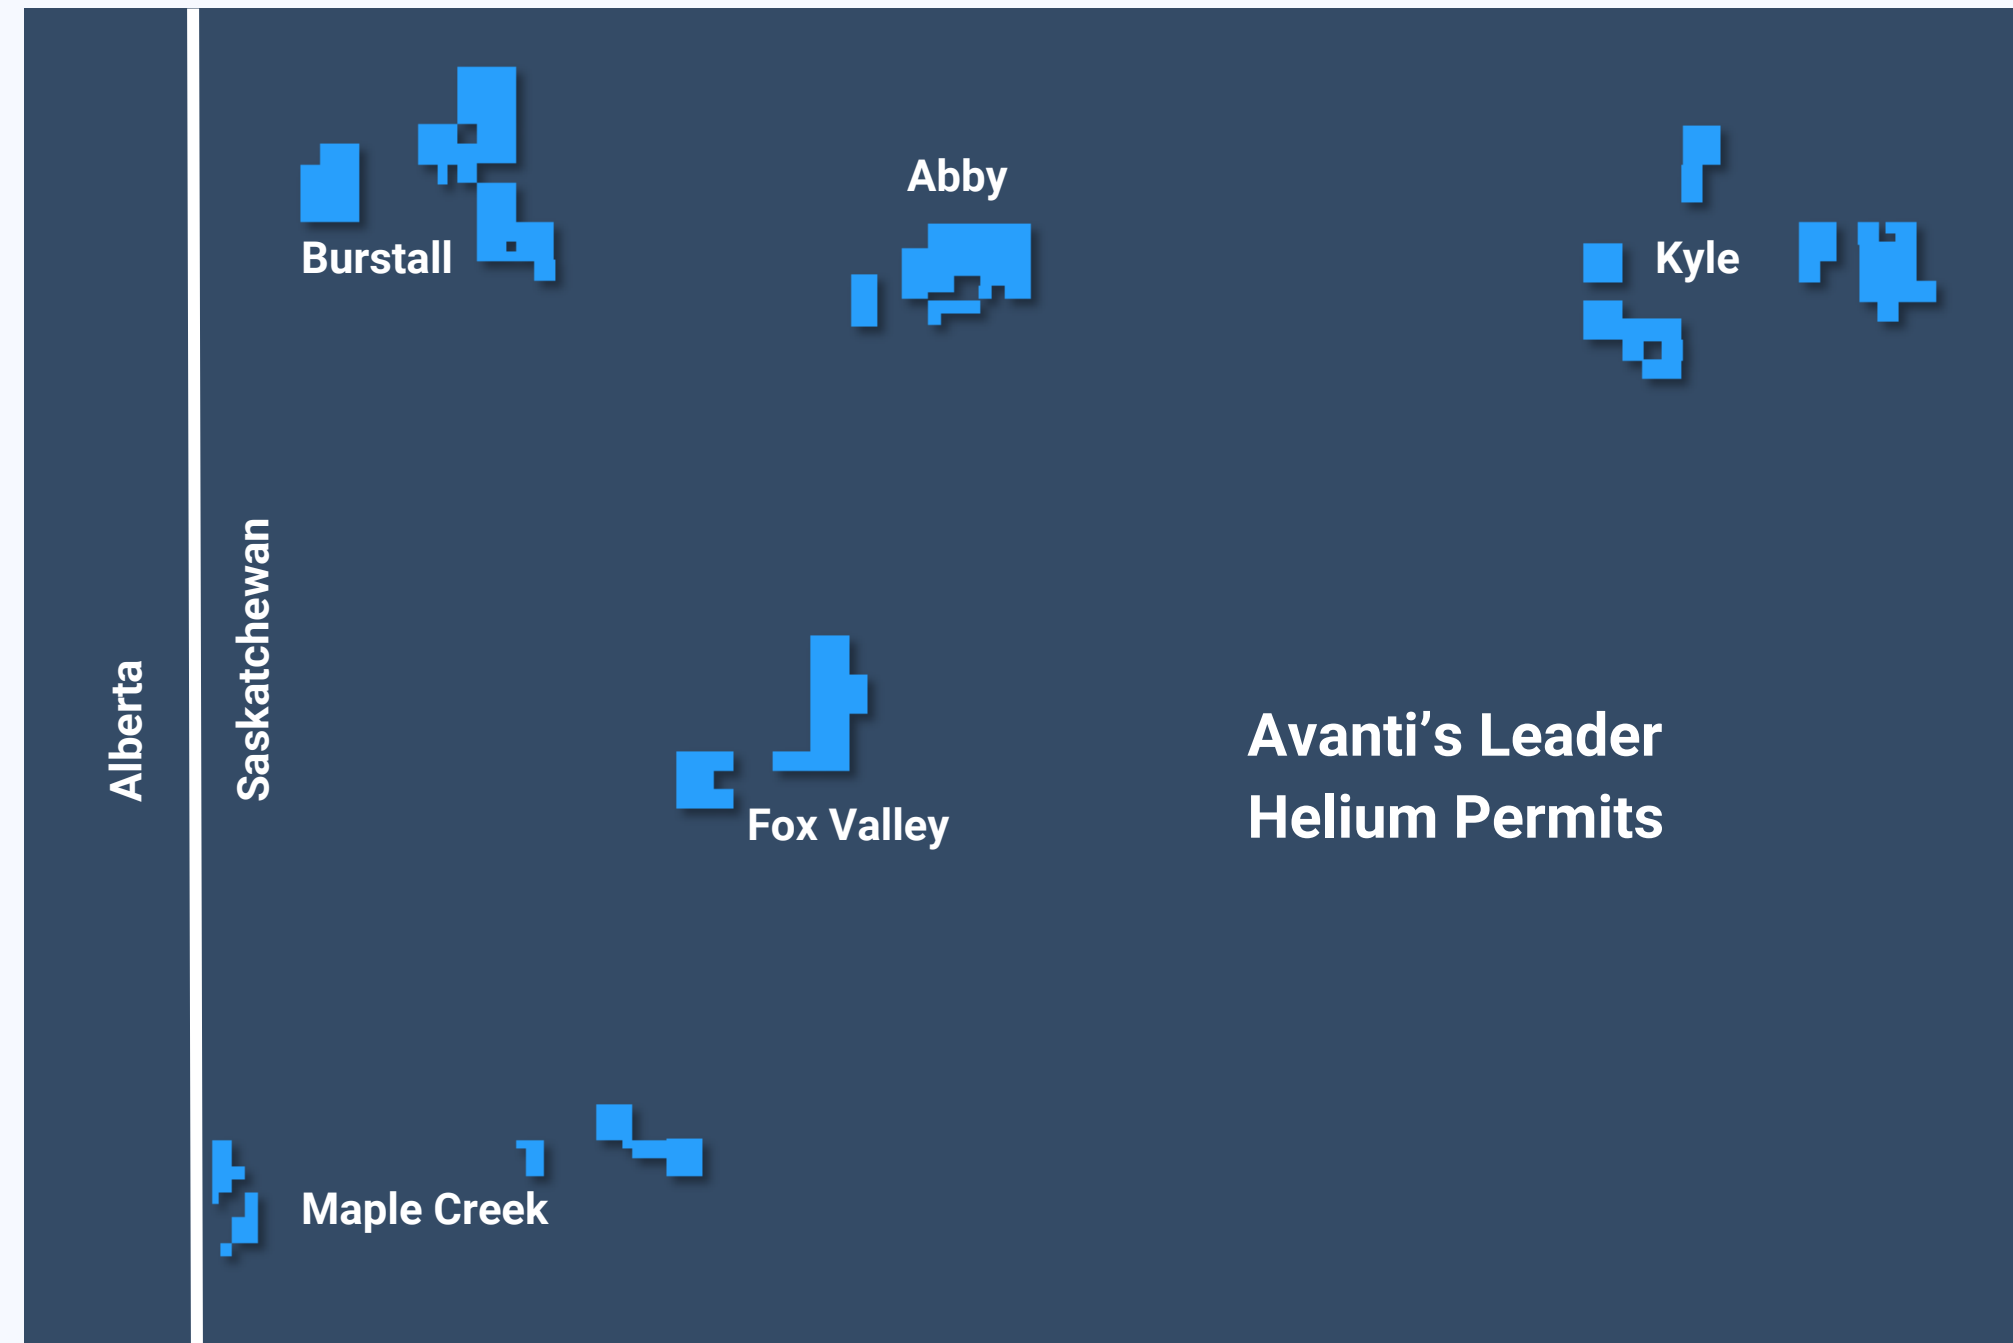 Abby
Burstall
Kyle
Saskatchewan
Alberta
Avanti’s Leader
Helium Permits
Fox Valley
Maple Creek